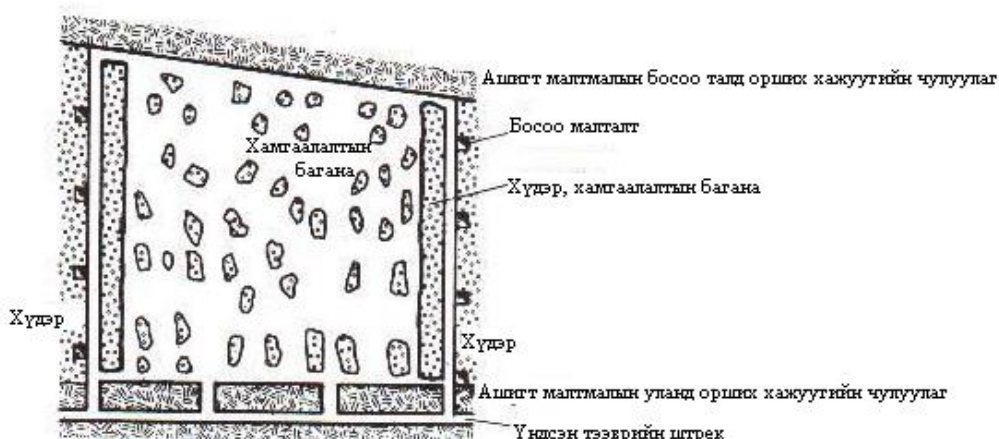 Ашигт малтмалын босоо талд орших хажуугийн чулуулаг
Босоо малталт
Хамгаалалтын
багана
Хүдэр, хамгаалалтын багана
Хүдэр
Хүдэр
Ашигт малтмалын уланд орших хажуугийн чулуулаг
Үндсэн тээврийн штрек